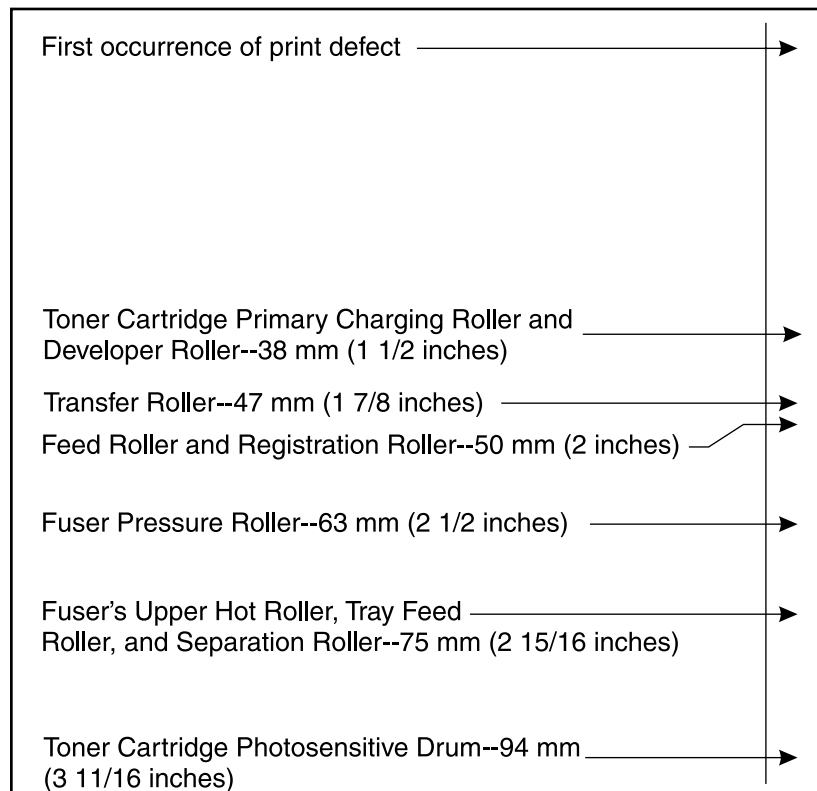 First occurrence of print defect
Toner Cartridge Primary Charging Roller and
Developer Roller--38 mm (1 1/2 inches)
Transfer Roller--47 mm (1 7/8 inches)
Feed Roller and Registration Roller--50 mm (2 inches)
Fuser Pressure Roller--63 mm (2 1/2 inches)
Fuser's Upper Hot Roller, Tray Feed
Roller, and Separation Roller--75 mm (2 15/16 inches)
Toner Cartridge Photosensitive Drum--94 mm
(3 11/16 inches)